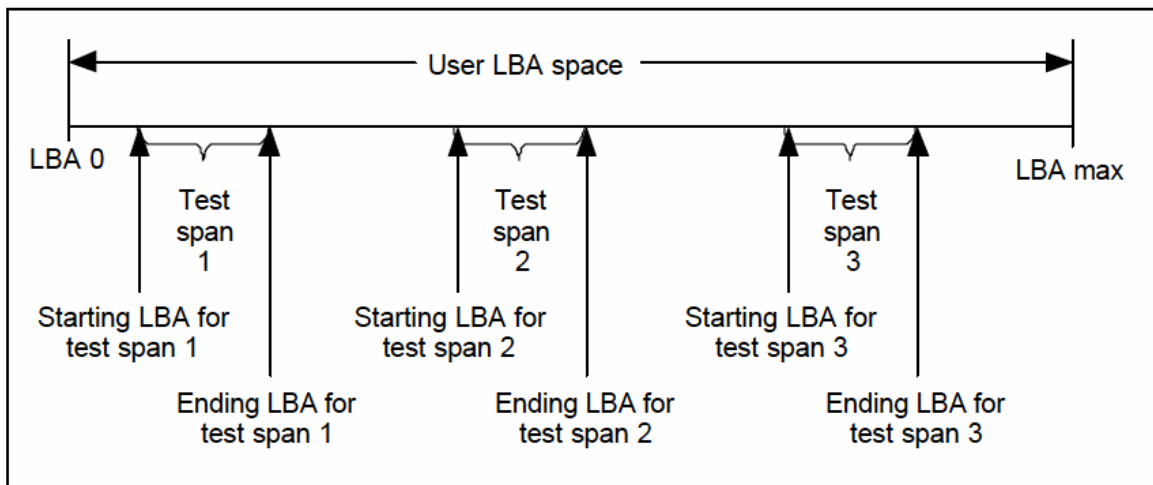 User LBA space
LBA 0
LBA max
Test
span
1
Test
span
2
Test
span
3
Starting LBA for
test span 1
Starting LBA for
test span 2
Starting LBA for
test span 3
Ending LBA for
test span 1
Ending LBA for
test span 2
Ending LBA for
test span 3